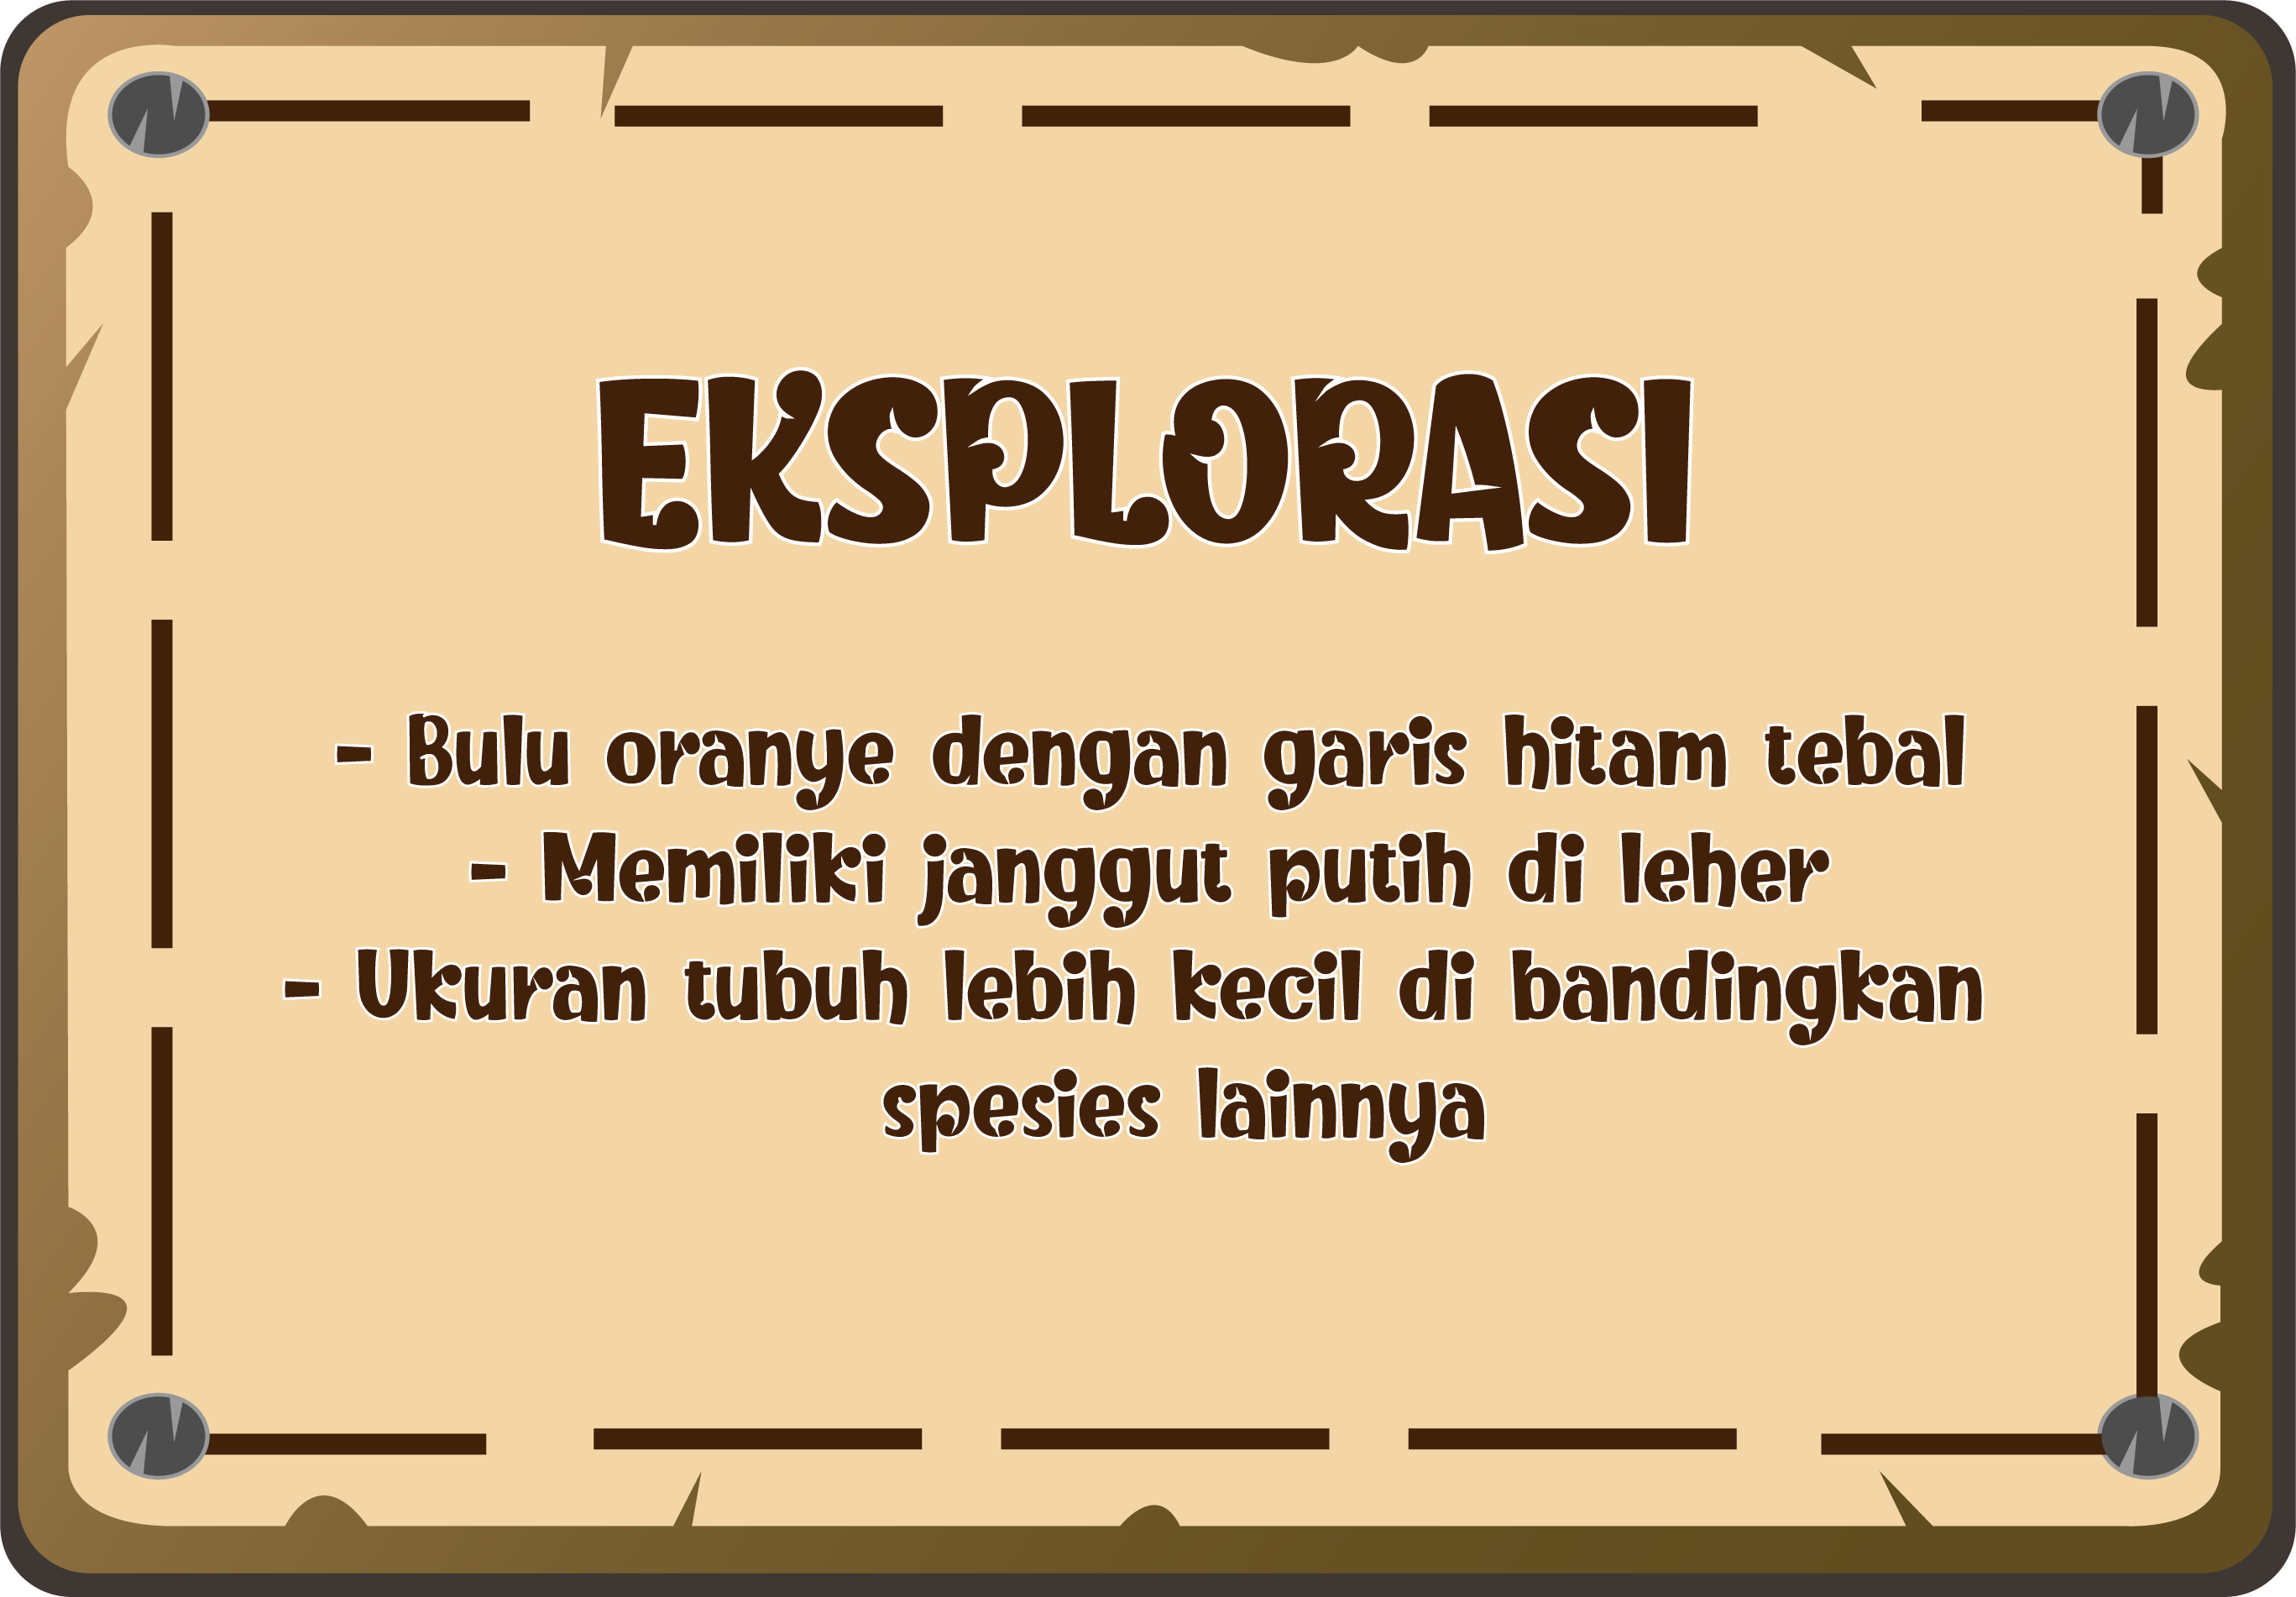 EKSPLORASI
- Bulu oranye dengan garis hitam tebal
- Memiliki janggut putih di leher
- Ukuran tubuh lebih kecil di bandingkan
spesies lainnya